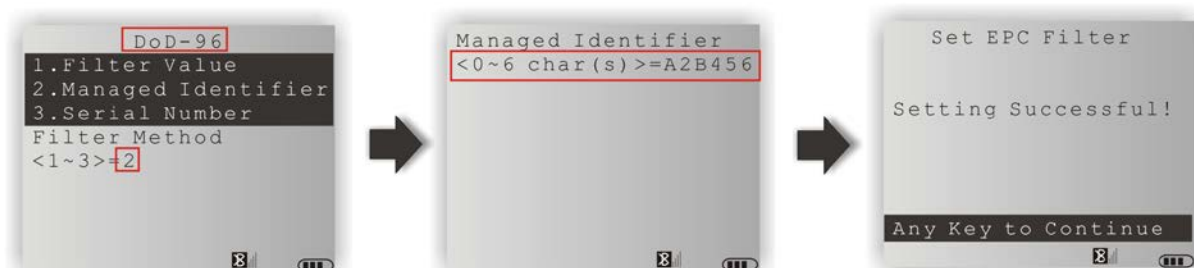 DoD-96
1.Filter Value
2.Managed Identifier
3.Serial Number
Filter Method
<1~3>=2
Managed Identifier
<0~6 char(s)>=A2B456
Set EPC Filter
Setting Successful!
Any Key to Continue